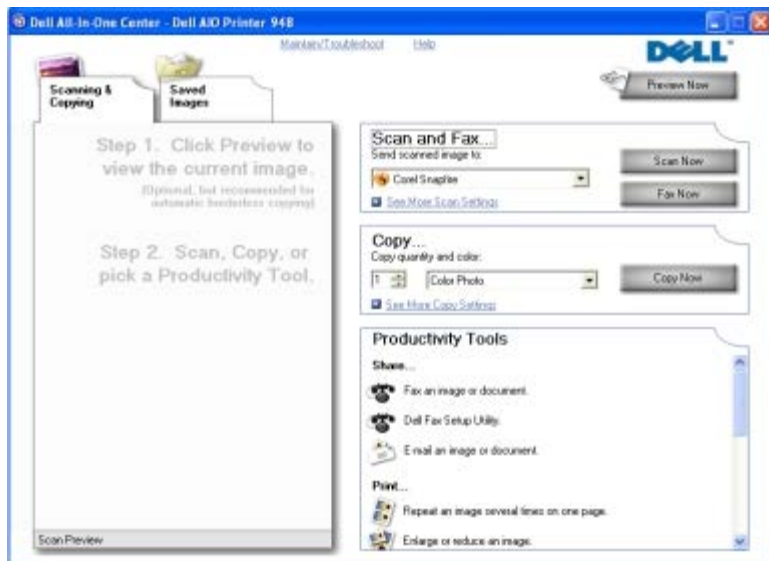 Dell All-In-One Center - Dell AIO Printer 948
Maintain/Troubleshoot Help
DELL
Scanning & Copying
Saved Images
Preview Now
Step 1. Click Preview to
view the current image.
(Optional, but recommended for
automatic borderless copying)
Step 2. Scan, Copy, or
pick a Productivity Tool.
Scan Preview
Scan and Fax...
Send scanned image to:
Corel Snapfire
See More Scan Settings
Scan Now
Fax Now
Copy...
Copy quantity and color:
1 Color Photo
See More Copy Settings
Copy Now
Productivity Tools
Share...
Fax an image or document.
Dell Fax Setup Utility.
E-mail an image or document.
Print...
Repeat an image several times on one page.
Enlarge or reduce an image.